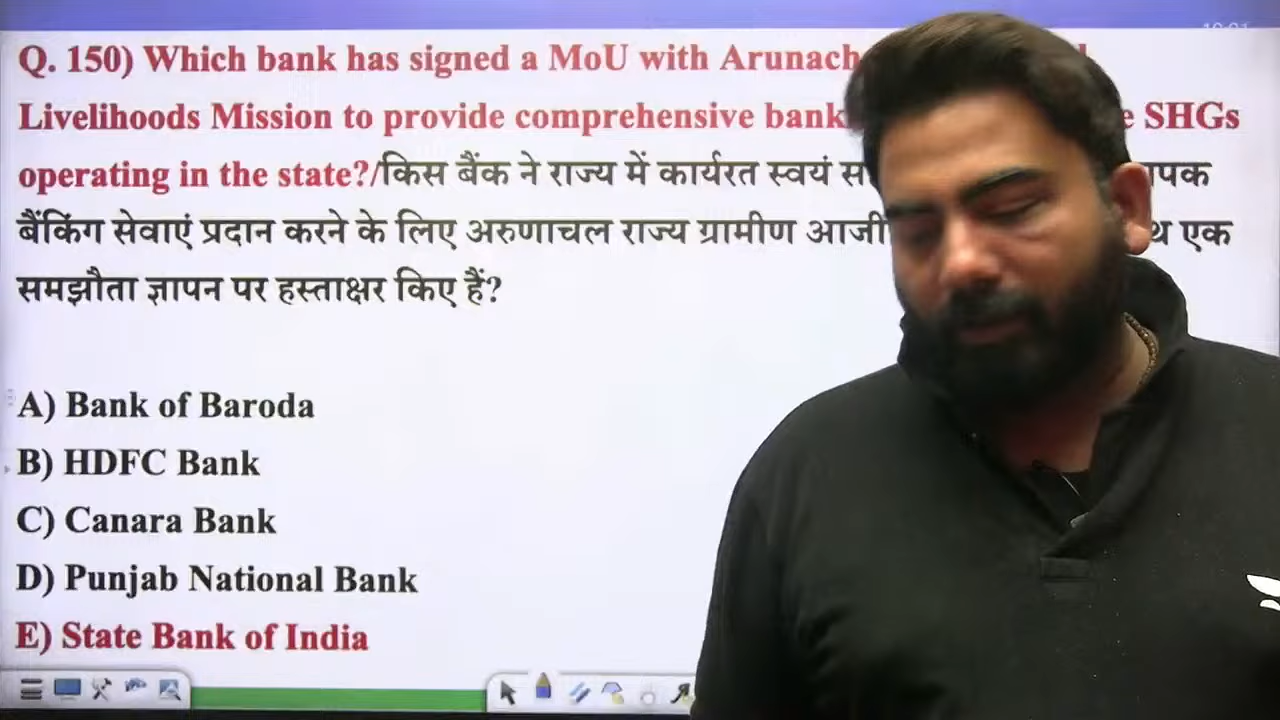 Q. 150) Which bank has signed a MoU with Arunach
Livelihoods Mission to provide comprehensive bank SHGs
operating in the state?/किस बैंक ने राज्य में कार्यरत स्वयं
बैंकिंग सेवाएं प्रदान करने के लिए अरुणाचल राज्य ग्रामीण एक
समझौता ज्ञापन पर हस्ताक्षर किए हैं?
A) Bank of Baroda
B) HDFC Bank
C) Canara Bank
D) Punjab National Bank
E) State Bank of India